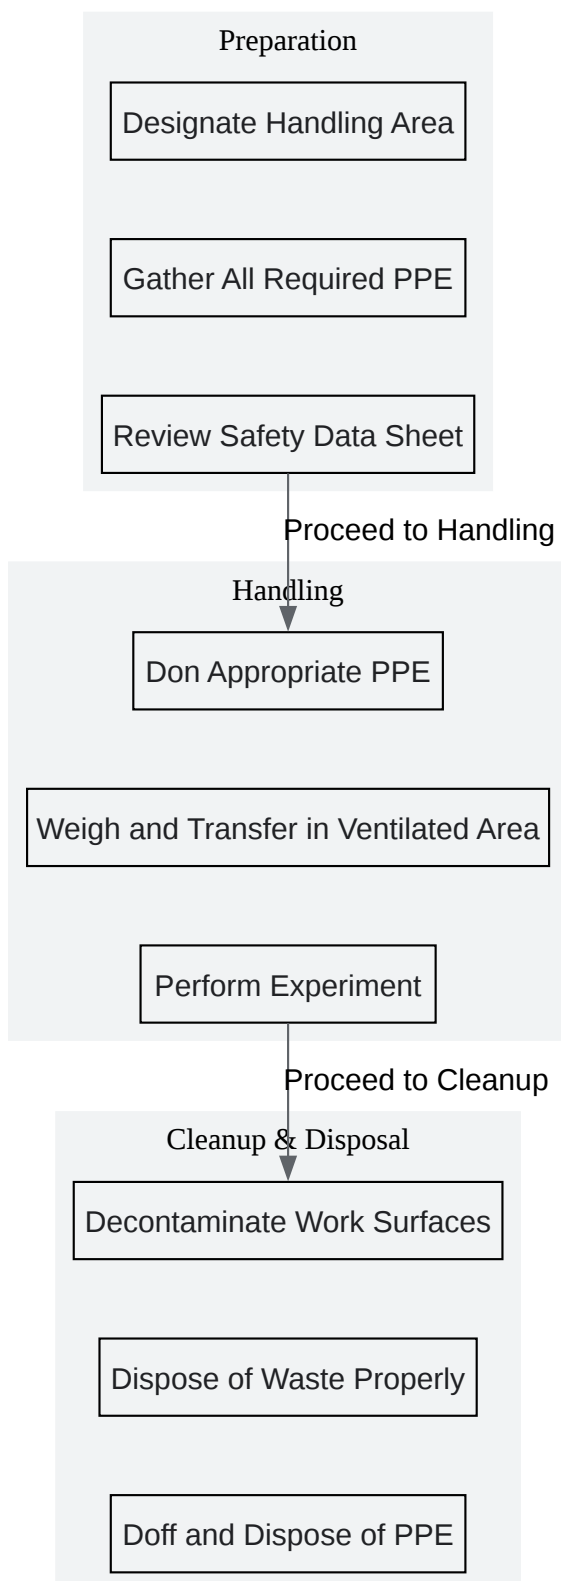 Preparation
Designate Handling Area
Gather All Required PPE
Review Safety Data Sheet
Proceed to Handling
Handling
Don Appropriate PPE
Weigh and Transfer in Ventilated Area
Perform Experiment
Proceed to Cleanup
Cleanup & Disposal
Decontaminate Work Surfaces
Dispose of Waste Properly
Doff and Dispose of PPE